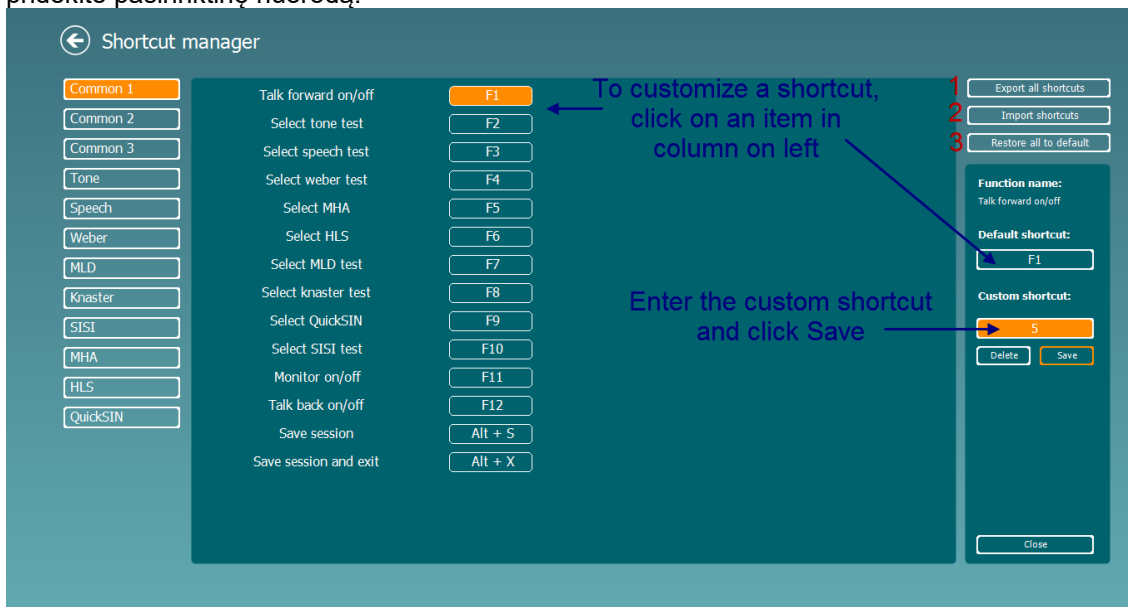 pridėkite pasirinktinę nuorodą.
Shortcut manager
Common 1
Common 2
Common 3
Tone
Speech
Weber
MLD
Knaster
SISI
MHA
HLS
QuickSIN
Talk forward on/off F1
Select tone test F2
Select speech test F3
Select weber test F4
Select MHA F5
Select HLS F6
Select MLD test F7
Select knaster test F8
Select QuickSIN F9
Select SISI test F10
Monitor on/off F11
Talk back on/off F12
Save session Alt + S
Save session and exit Alt + X
To customize a shortcut,
click on an item in
column on left
Enter the custom shortcut
and click Save
1 Export all shortcuts
2 Import shortcuts
3 Restore all to default
Function name:
Talk forward on/off
Default shortcut:
F1
Custom shortcut:
S
Delete Save
Close